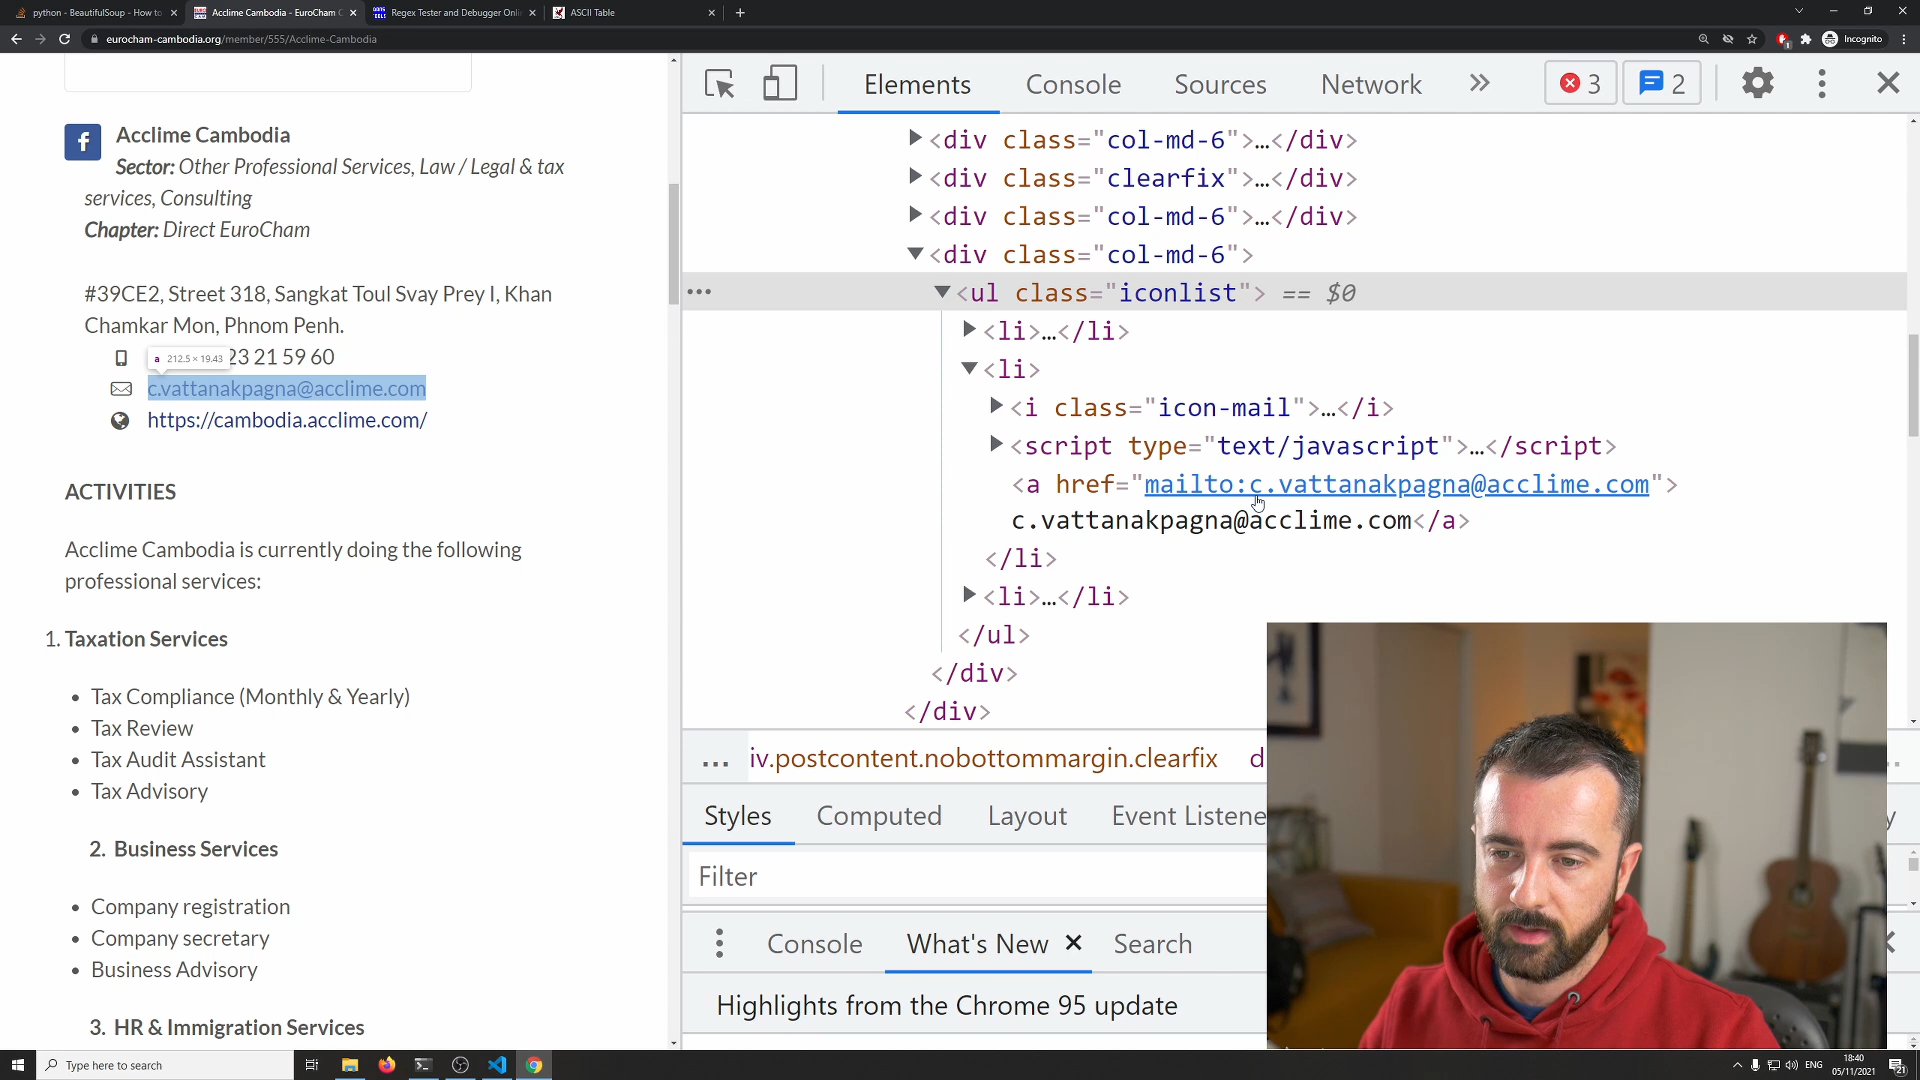 python - BeautifulSoup - How to
Acclime Cambodia - EuroCham C
Regex Tester and Debugger Onli
ASCII Table
eurocham-cambodia.org/member/555/Acclime-Cambodia
Incognito
Acclime Cambodia
Sector: Other Professional Services, Law / Legal & tax
services, Consulting
Chapter: Direct EuroCham
#39CE2, Street 318, Sangkat Toul Svay Prey I, Khan
Chamkar Mon, Phnom Penh.
a 212.5 × 19.43
23 21 59 60
c.vattanakpagna@acclime.com
https://cambodia.acclime.com/
ACTIVITIES
Acclime Cambodia is currently doing the following
professional services:
1. Taxation Services
• Tax Compliance (Monthly & Yearly)
• Tax Review
• Tax Audit Assistant
• Tax Advisory
2. Business Services
• Company registration
• Company secretary
• Business Advisory
3. HR & Immigration Services
Elements
Console
Sources
Network
3
2
<div class="col-md-6">…</div>
<div class="clearfix">…</div>
<div class="col-md-6">…</div>
<div class="col-md-6">
<ul class="iconlist"> == $0
<li>…</li>
<li>
<i class="icon-mail">…</i>
<script type="text/javascript">…</script>
<a href="mailto:c.vattanakpagna@acclime.com">
c.vattanakpagna@acclime.com</a>
</li>
<li>…</li>
</ul>
</div>
</div>
... iv.postcontent.nobottommargin.clearfix d
Styles
Computed
Layout
Event Listene
Filter
Console
What's New
Search
Highlights from the Chrome 95 update
Type here to search
ENG
18:40
05/11/2021
21